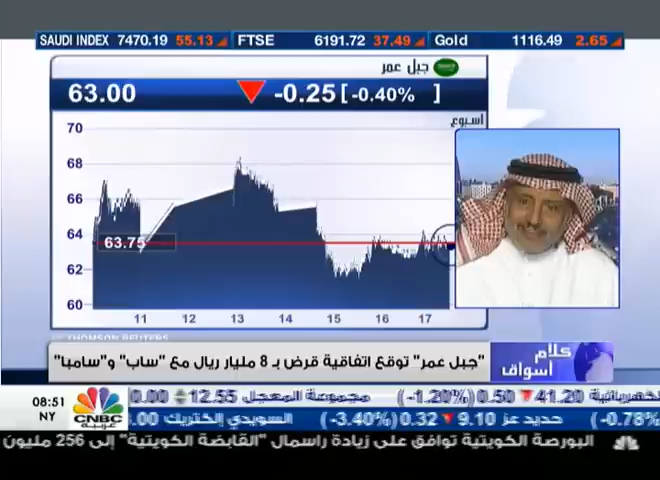 SAUDI INDEX 7470.19 55.13 FTSE 6191.72 37.49 Gold 1116.49 2.65
جبل عمر
63.00 -0.25 [ -0.40% ]
اسبوع
70
68
66
64
62
60
63.75
11 12 13 14 15 16 17
THOMSON REUTERS
كلام أسواق
"جبل عمر" توقع اتفاقية قرض بـ 8 مليار ريال مع "ساب" و"سامبا"
الكهربائية 41.20 0.50 (-1.20%) مجموعة المعجل 12.55 0.00
(-0.78% حديد عز 9.10 0.32 (-3.40%) السويدي إلكتريك
08:51
NY
CNBC
عربية
البورصة الكويتية توافق على زيادة راسمال "القابضة الكويتية" إلى 256 مليون